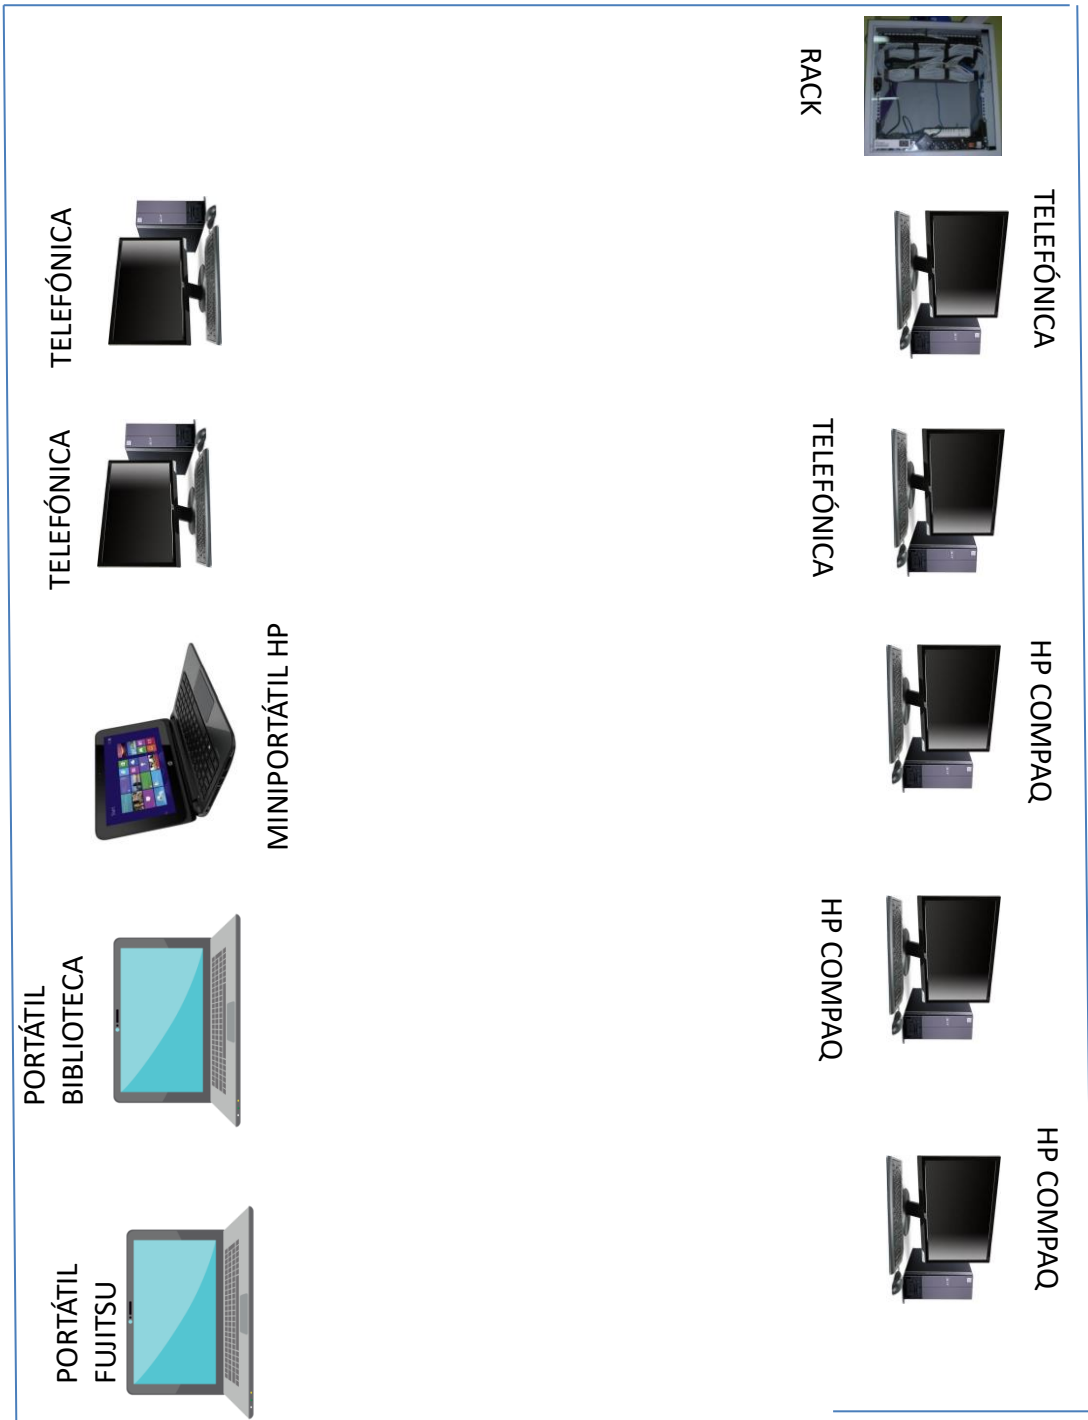 RACK
TELEFÓNICA
TELEFÓNICA
TELEFÓNICA
TELEFÓNICA
MINIPORTÁTIL HP
HP COMPAQ
PORTÁTIL
BIBLIOTECA
HP COMPAQ
PORTÁTIL
FUJITSU
HP COMPAQ